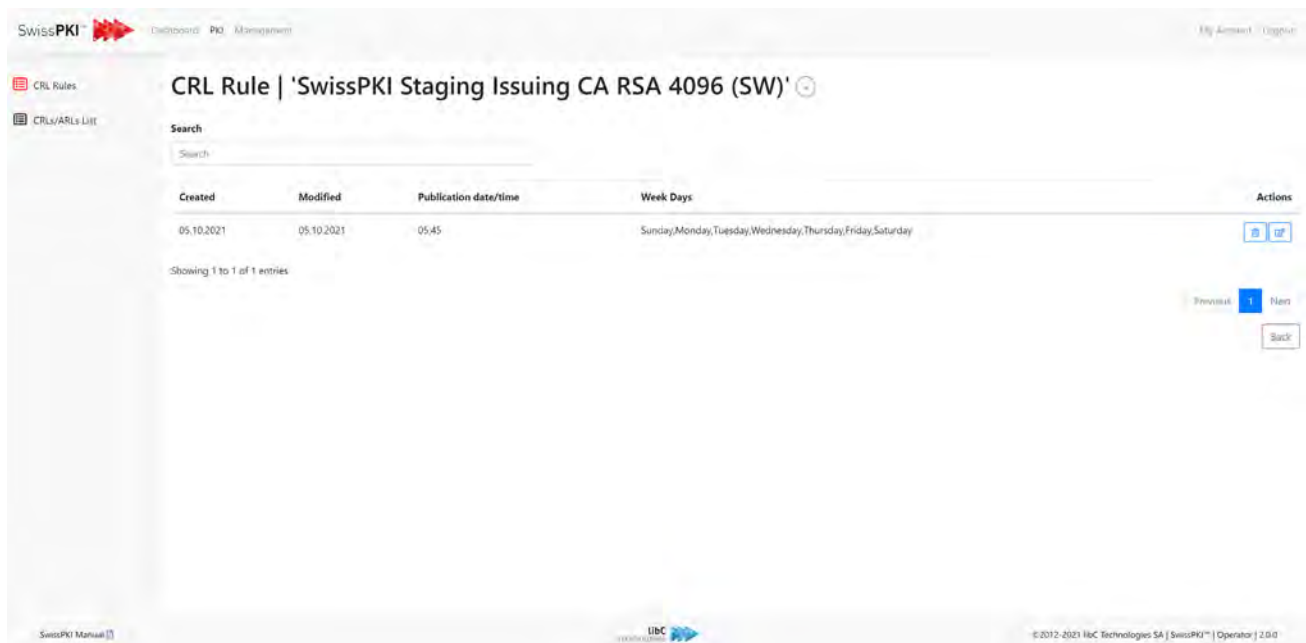 SwissPKI™ Dashboard PKI Management My Account Logout
CRL Rules
CRLs/ARLs List
CRL Rule | 'SwissPKI Staging Issuing CA RSA 4096 (SW)'
Search
Search
Created Modified Publication date/time Week Days Actions
05.10.2021 05.10.2021 05:45 Sunday,Monday,Tuesday,Wednesday,Thursday,Friday,Saturday
Showing 1 to 1 of 1 entries
Previous 1 Next
Back
SwissPKI Manual
libC
TECHNOLOGIES
©2012-2021 libC Technologies SA | SwissPKI™ | Operator | 2.0.0